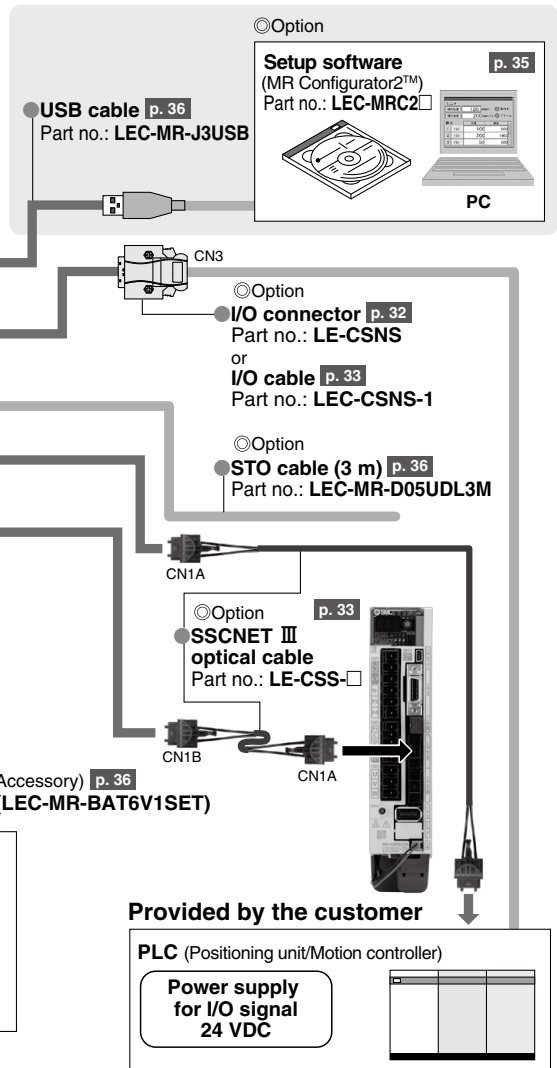 ◎Option
Setup software
p. 35
(MR Configurator2™)
Part no.: LEC-MRC2□
PC
●USB cable p. 36
Part no.: LEC-MR-J3USB
CN3
◎Option
●I/O connector p. 32
Part no.: LE-CSNS
or
I/O cable p. 33
Part no.: LEC-CSNS-1
◎Option
●STO cable (3 m) p. 36
Part no.: LEC-MR-D05UDL3M
CN1A
◎Option
p. 33
●SSCNET Ⅲ
optical cable
Part no.: LE-CSS-□
SMC
CN1B
CN1A
Accessory) p. 36
(LEC-MR-BAT6V1SET)
Provided by the customer
PLC (Positioning unit/Motion controller)
Power supply
for I/O signal
24 VDC